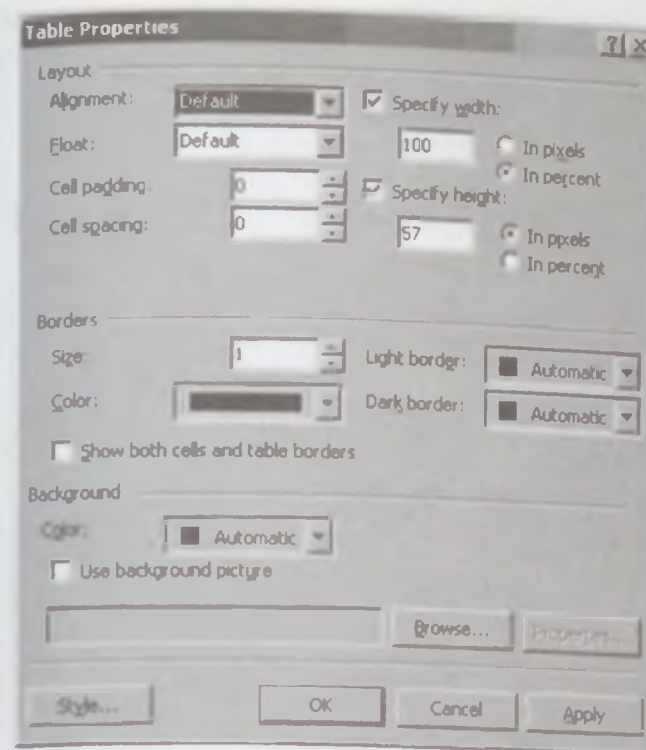 Table Properties
Layout
Alignment: Default Specify width:
Float: Default 100 In pixels
In percent
Cell padding: 0 Specify height:
Cell spacing: 0 57 In pixels
In percent
Borders
Size: 1 Light border: Automatic
Color: Dark border: Automatic
Show both cells and table borders
Background
Color: Automatic
Use background picture
Browse... Properties...
Style... OK Cancel Apply